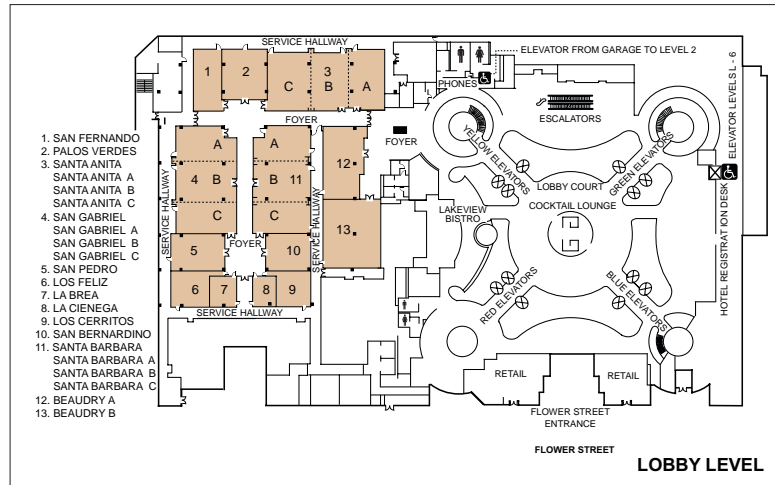 SERVICE HALLWAY
ELEVATOR FROM GARAGE TO LEVEL 2
1
2
C
3
B
A
PHONES
ESCALATORS
ELEVATOR LEVELS L - 6
FOYER
FOYER
YELLOW ELEVATORS
GREEN ELEVATORS
LOBBY COURT
COCKTAIL LOUNGE
LAKEVIEW
BISTRO
HOTEL REGISTRATION DESK
1. SAN FERNANDO
2. PALOS VERDES
3. SANTA ANITA
SANTA ANITA A
SANTA ANITA B
SANTA ANITA C
4. SAN GABRIEL
SAN GABRIEL A
SAN GABRIEL B
SAN GABRIEL C
5. SAN PEDRO
6. LOS FELIZ
7. LA BREA
8. LA CIENEGA
9. LOS CERRITOS
10. SAN BERNARDINO
11. SANTA BARBARA
SANTA BARBARA A
SANTA BARBARA B
SANTA BARBARA C
12. BEAUDRY A
13. BEAUDRY B
SERVICE HALLWAY
A
4 B
C
A
B 11
C
SERVICE HALLWAY
12
13
5
FOYER
10
6
7
8
9
SERVICE HALLWAY
RED ELEVATORS
BLUE ELEVATORS
RETAIL
RETAIL
FLOWER STREET
ENTRANCE
FLOWER STREET
LOBBY LEVEL